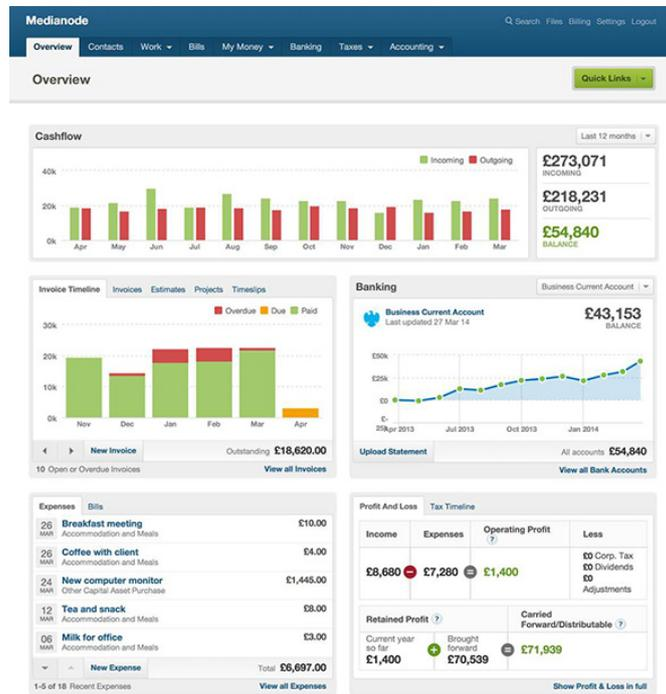 Medianode
Search Files Billing Settings Logout
Overview Contacts Work Bills My Money Banking Taxes Accounting
Overview
Quick Links
Cashflow
Last 12 months
Incoming Outgoing
40k
20k
0k
Apr May Jun Jul Aug Sep Oct Nov Dec Jan Feb Mar
£273,071
INCOMING
£218,231
OUTGOING
£54,840
BALANCE
Invoice Timeline Invoices Estimates Projects Timeslips
Overdue Due Paid
30k
20k
10k
0k
Nov Dec Jan Feb Mar Apr
New Invoice
Outstanding £18,620.00
10 Open or Overdue Invoices
View all Invoices
Banking
Business Current Account
Business Current Account
Last updated 27 Mar 14
£43,153
BALANCE
£50k
£25k
£0
£-
25k
Apr 2013 Jul 2013 Oct 2013 Jan 2014
Upload Statement
All accounts £54,840
View all Bank Accounts
Expenses Bills
26 MAR
Breakfast meeting £10.00
Accommodation and Meals
26 MAR
Coffee with client £4.00
Accommodation and Meals
24 MAR
New computer monitor £1,445.00
Other Capital Asset Purchase
12 MAR
Tea and snack £8.00
Accommodation and Meals
06 MAR
Milk for office £3.00
Accommodation and Meals
New Expense
Total £6,697.00
1-5 of 18 Recent Expenses
View all Expenses
Profit And Loss Tax Timeline
Income Expenses Operating Profit ? Less
£8,680 - £7,280 = £1,400
£0 Corp. Tax
£0 Dividends
£0
Adjustments
Retained Profit ?
Carried
Forward/Distributable ?
Current year
so far
£1,400
+
Brought
forward
£70,539
= £71,939
Show Profit & Loss in full